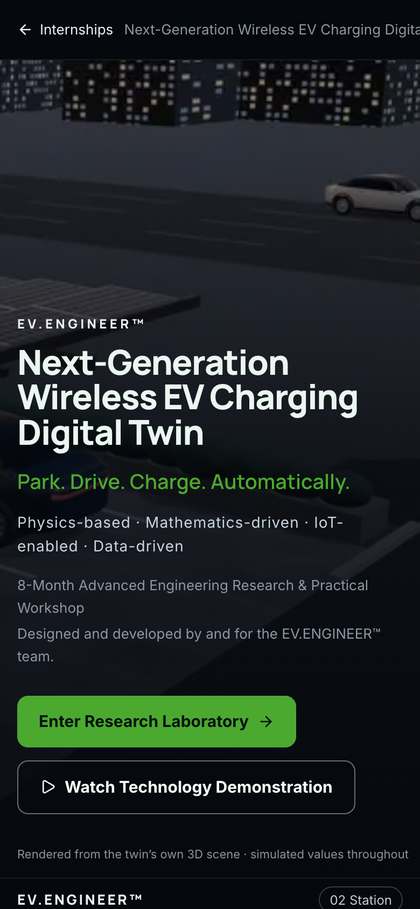 Internships Next-Generation Wireless EV Charging Digita
EV.ENGINEER™
Next-Generation
Wireless EV Charging
Digital Twin
Park. Drive. Charge. Automatically.
Physics-based · Mathematics-driven · IoT-
enabled · Data-driven
8-Month Advanced Engineering Research & Practical
Workshop
Designed and developed by and for the EV.ENGINEER™
team.
Enter Research Laboratory
Watch Technology Demonstration
Rendered from the twin's own 3D scene · simulated values throughout
EV.ENGINEER™ 02 Station